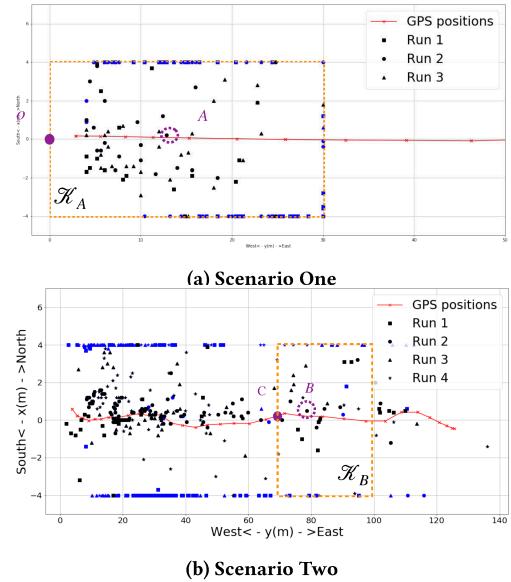 GPS positions
Run 1
Run 2
Run 3
6
4
2
0
−2
−4
South< - x(m) - >North
O
A
𝒦A
0
10
20
30
40
50
West< - y(m) - >East
(a) Scenario One
GPS positions
Run 1
Run 2
Run 3
Run 4
6
4
2
0
−2
−4
South< - x(m) - >North
C
B
𝒦B
0
20
40
60
80
100
120
140
West< - y(m) - >East
(b) Scenario Two